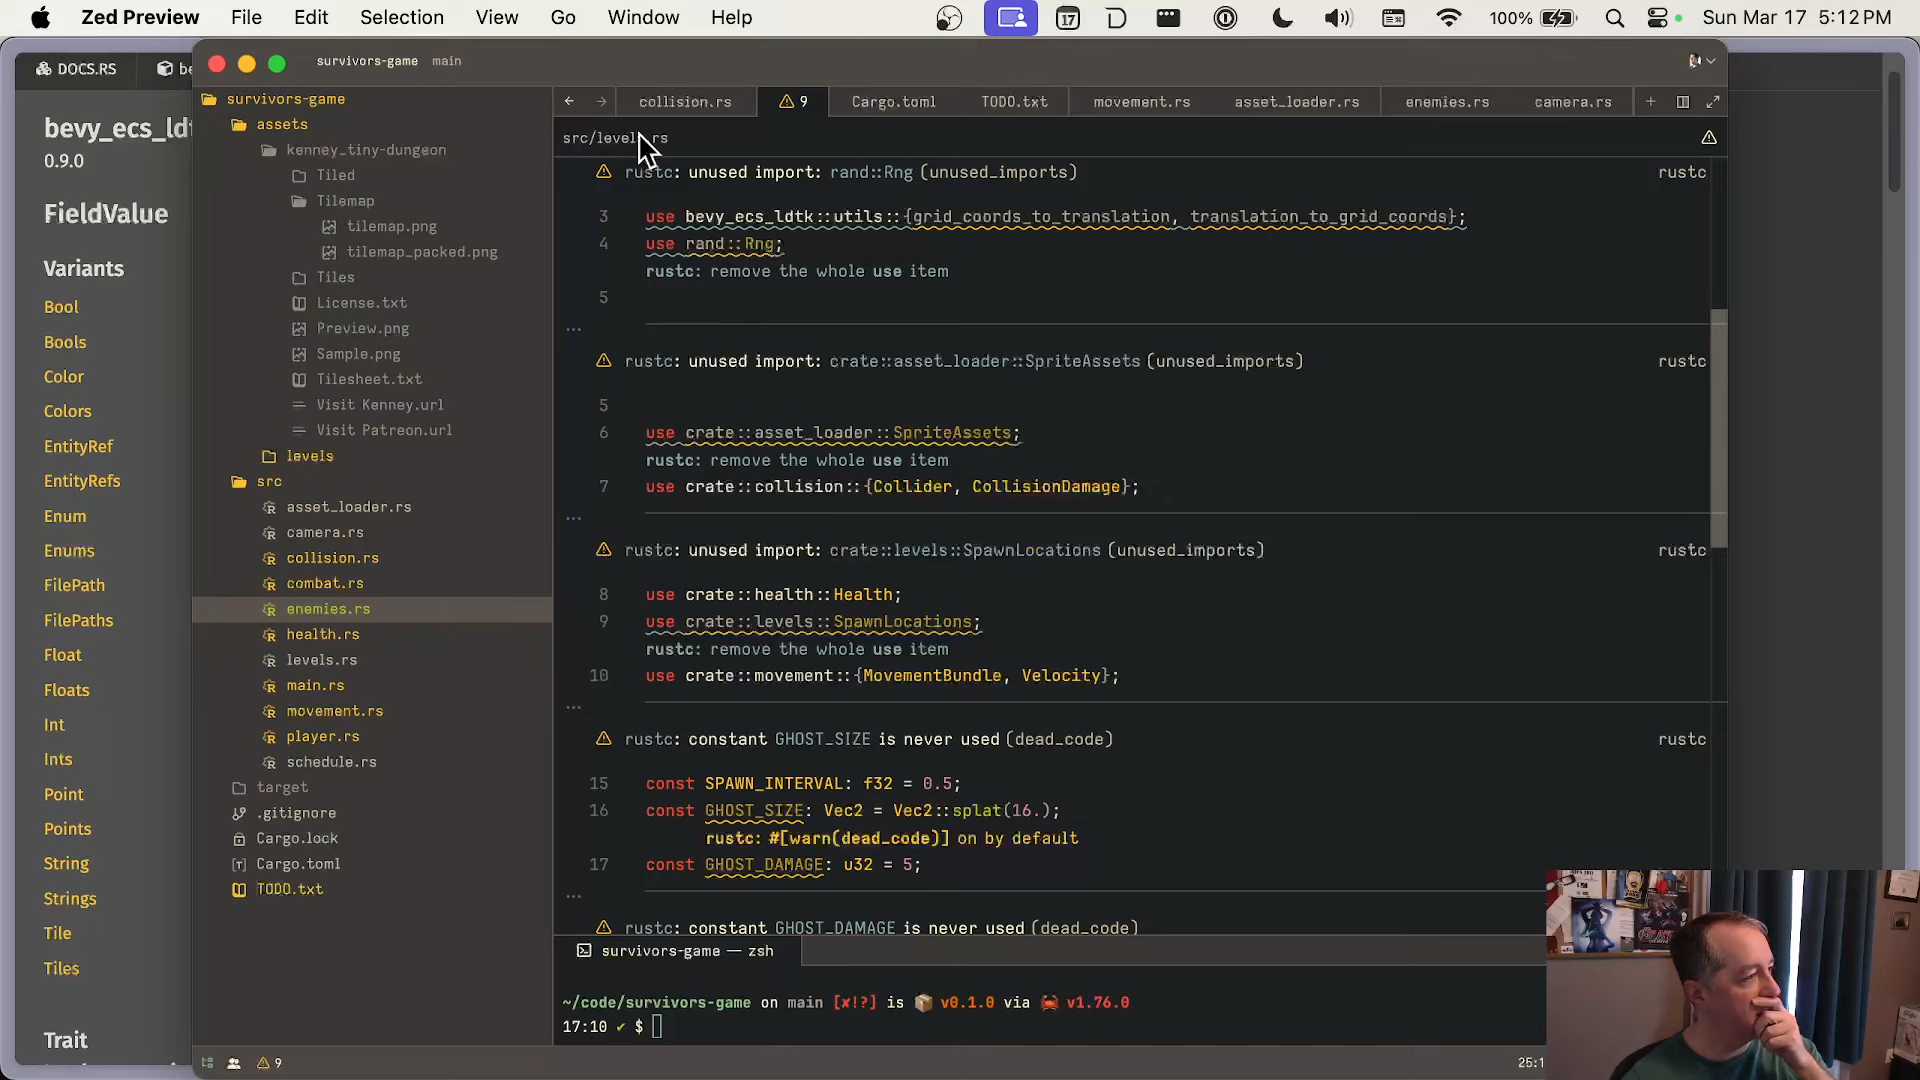 Zed Preview File Edit Selection View Go Window Help 17 100% Sun Mar 17 5:12 PM
DOCS.RS be
bevy_ecs_ldt
0.9.0
FieldValue
Variants
Bool
Bools
Color
Colors
EntityRef
EntityRefs
Enum
Enums
FilePath
FilePaths
Float
Floats
Int
Ints
Point
Points
String
Strings
Tile
Tiles
Trait
survivors-game main
survivors-game
assets
kenney_tiny-dungeon
Tiled
Tilemap
tilemap.png
tilemap_packed.png
Tiles
License.txt
Preview.png
Sample.png
Tilesheet.txt
Visit Kenney.url
Visit Patreon.url
levels
src
asset_loader.rs
camera.rs
collision.rs
combat.rs
enemies.rs
health.rs
levels.rs
main.rs
movement.rs
player.rs
schedule.rs
target
.gitignore
Cargo.lock
Cargo.toml
TODO.txt
9
collision.rs 9 Cargo.toml TODO.txt movement.rs asset_loader.rs enemies.rs camera.rs
src/levels.rs
rustc: unused import: rand::Rng (unused_imports) rustc
3 use bevy_ecs_ldtk::utils::{grid_coords_to_translation, translation_to_grid_coords};
4 use rand::Rng;
rustc: remove the whole use item
5
...
rustc: unused import: crate::asset_loader::SpriteAssets (unused_imports) rustc
5
6 use crate::asset_loader::SpriteAssets;
rustc: remove the whole use item
7 use crate::collision::{Collider, CollisionDamage};
...
rustc: unused import: crate::levels::SpawnLocations (unused_imports) rustc
8 use crate::health::Health;
9 use crate::levels::SpawnLocations;
rustc: remove the whole use item
10 use crate::movement::{MovementBundle, Velocity};
...
rustc: constant GHOST_SIZE is never used (dead_code) rustc
15 const SPAWN_INTERVAL: f32 = 0.5;
16 const GHOST_SIZE: Vec2 = Vec2::splat(16.);
rustc: #[warn(dead_code)] on by default
17 const GHOST_DAMAGE: u32 = 5;
...
rustc: constant GHOST_DAMAGE is never used (dead_code)
survivors-game — zsh
~/code/survivors-game on main [✘!?] is 📦 v0.1.0 via 🦀 v1.76.0
17:10 ✔ $
25:1